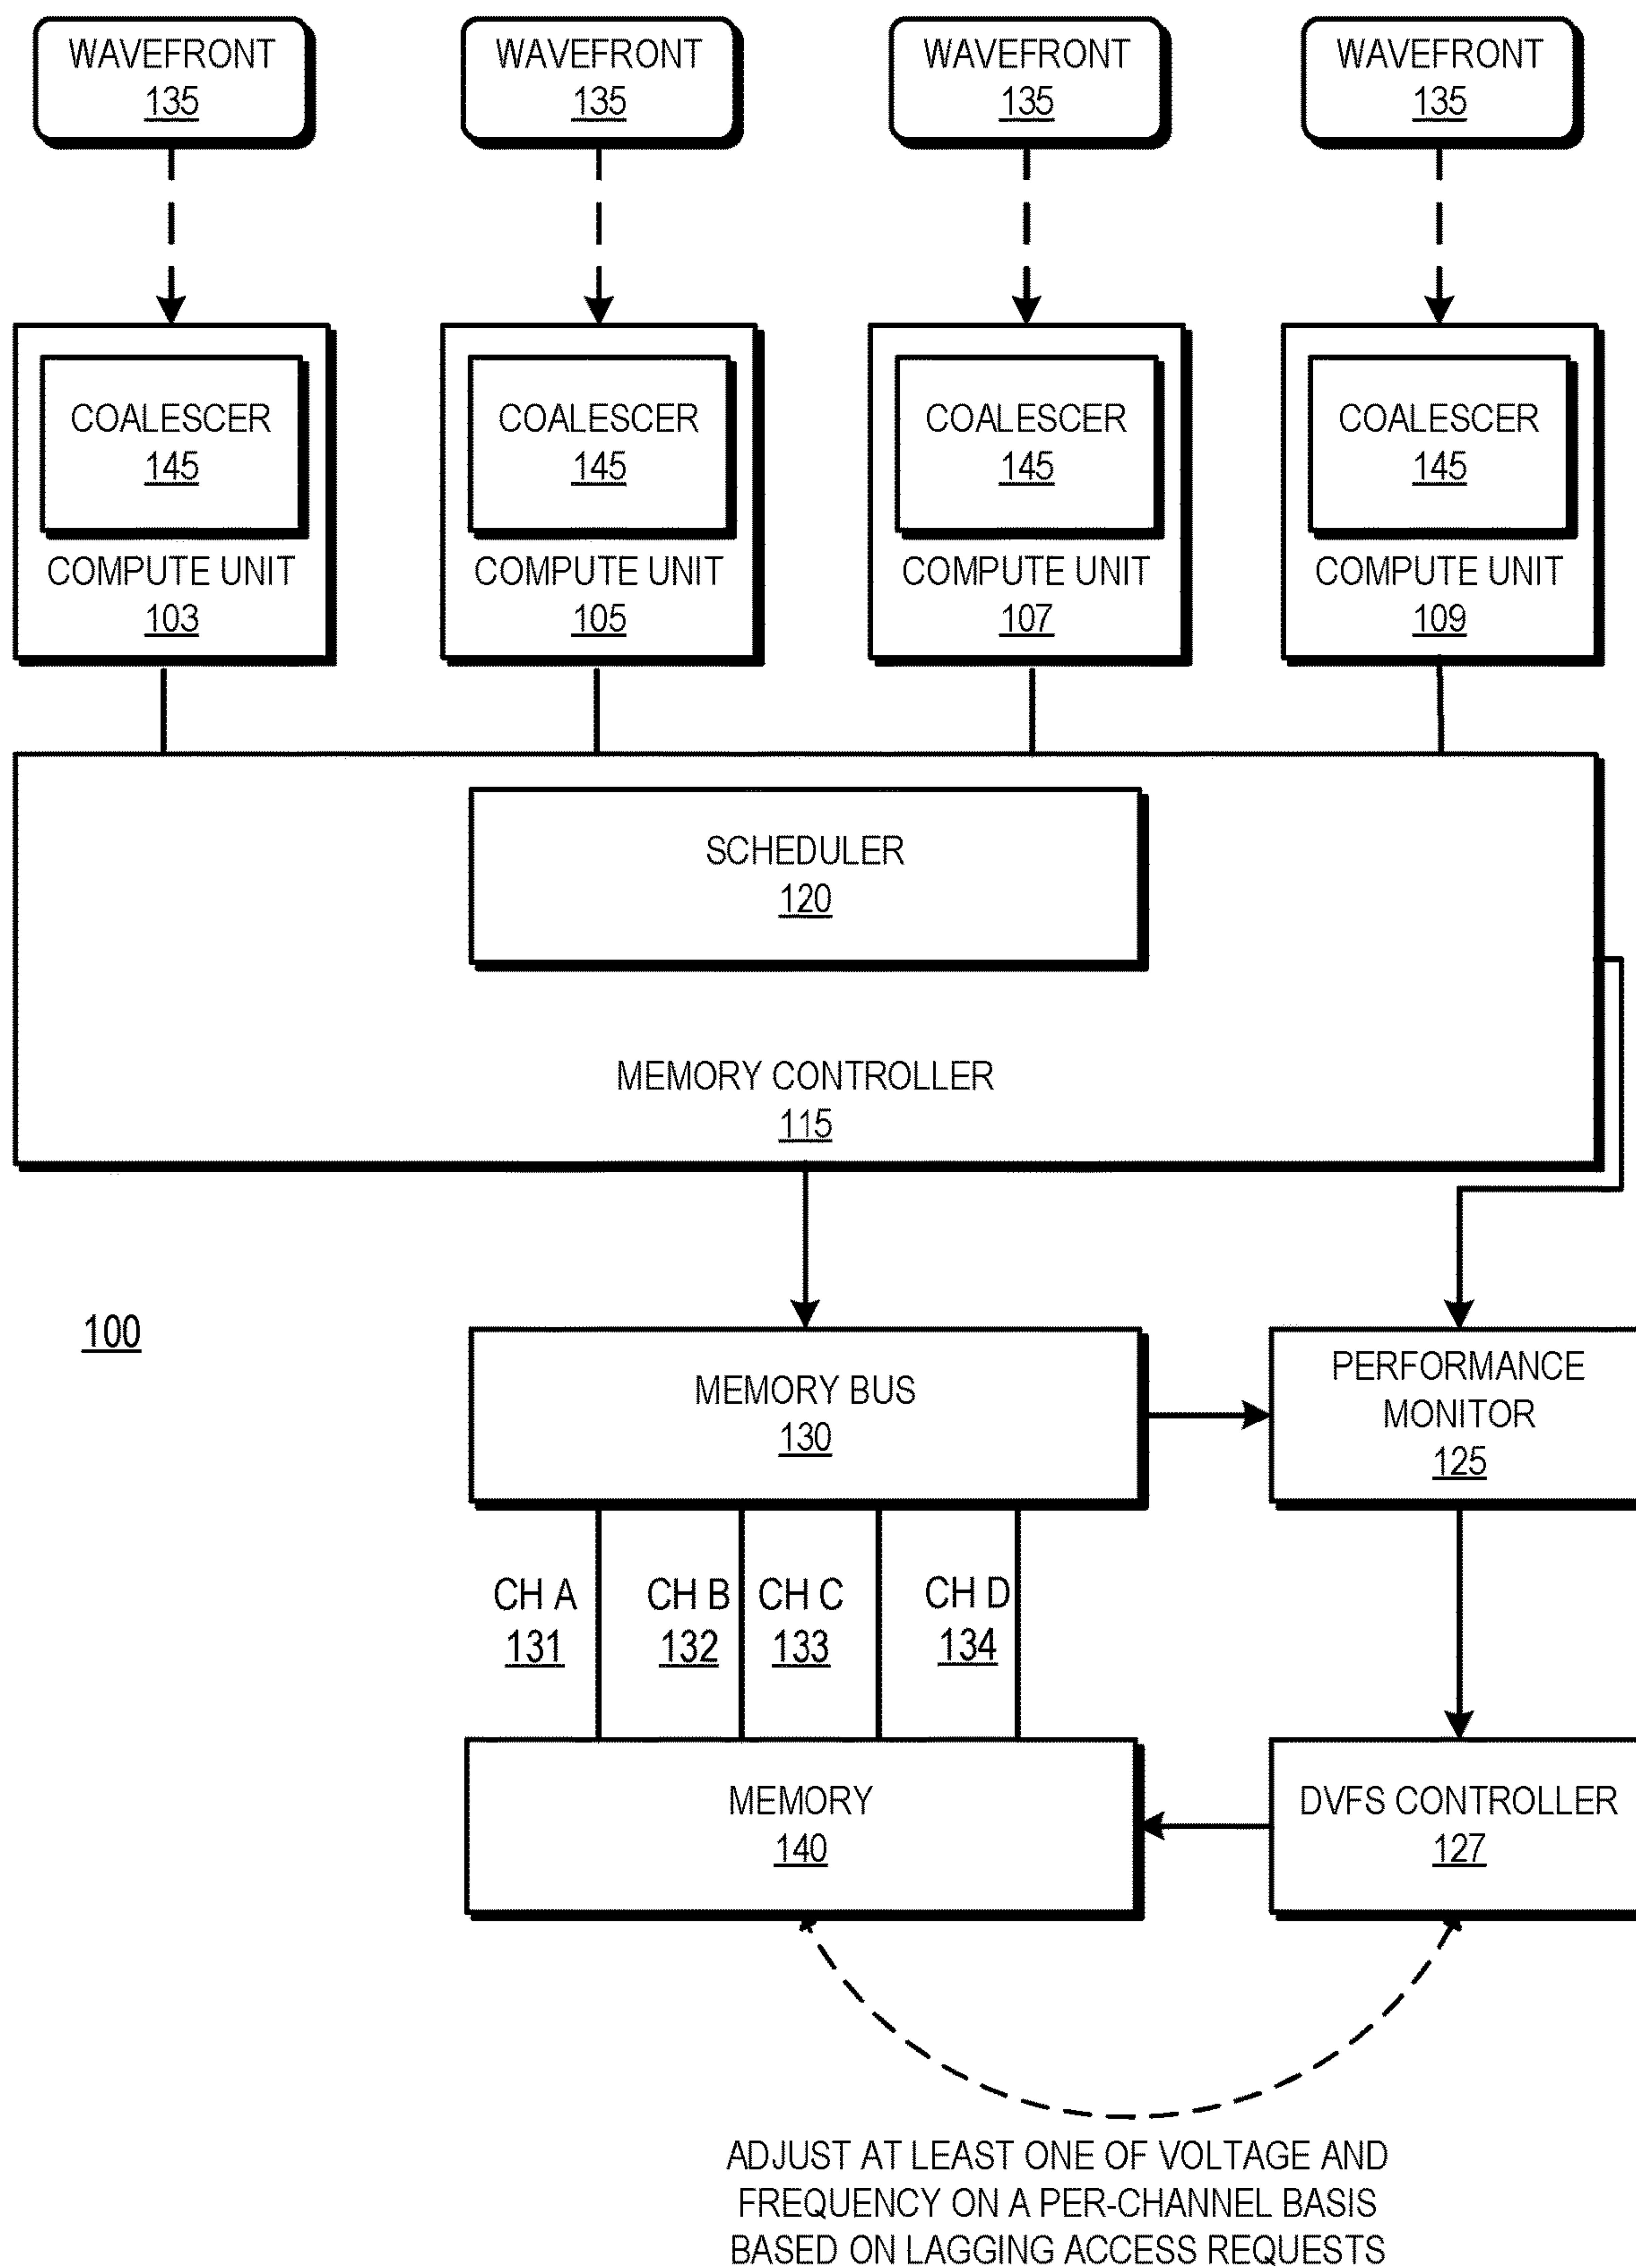 WAVEFRONT
135
WAVEFRONT
135
WAVEFRONT
135
WAVEFRONT
135
COALESCER
145
COMPUTE UNIT
103
COALESCER
145
COMPUTE UNIT
105
COALESCER
145
COMPUTE UNIT
107
COALESCER
145
COMPUTE UNIT
109
SCHEDULER
120
MEMORY CONTROLLER
115
100
MEMORY BUS
130
PERFORMANCE
MONITOR
125
CH A
131
CH B
132
CH C
133
CH D
134
MEMORY
140
DVFS CONTROLLER
127
ADJUST AT LEAST ONE OF VOLTAGE AND
FREQUENCY ON A PER-CHANNEL BASIS
BASED ON LAGGING ACCESS REQUESTS